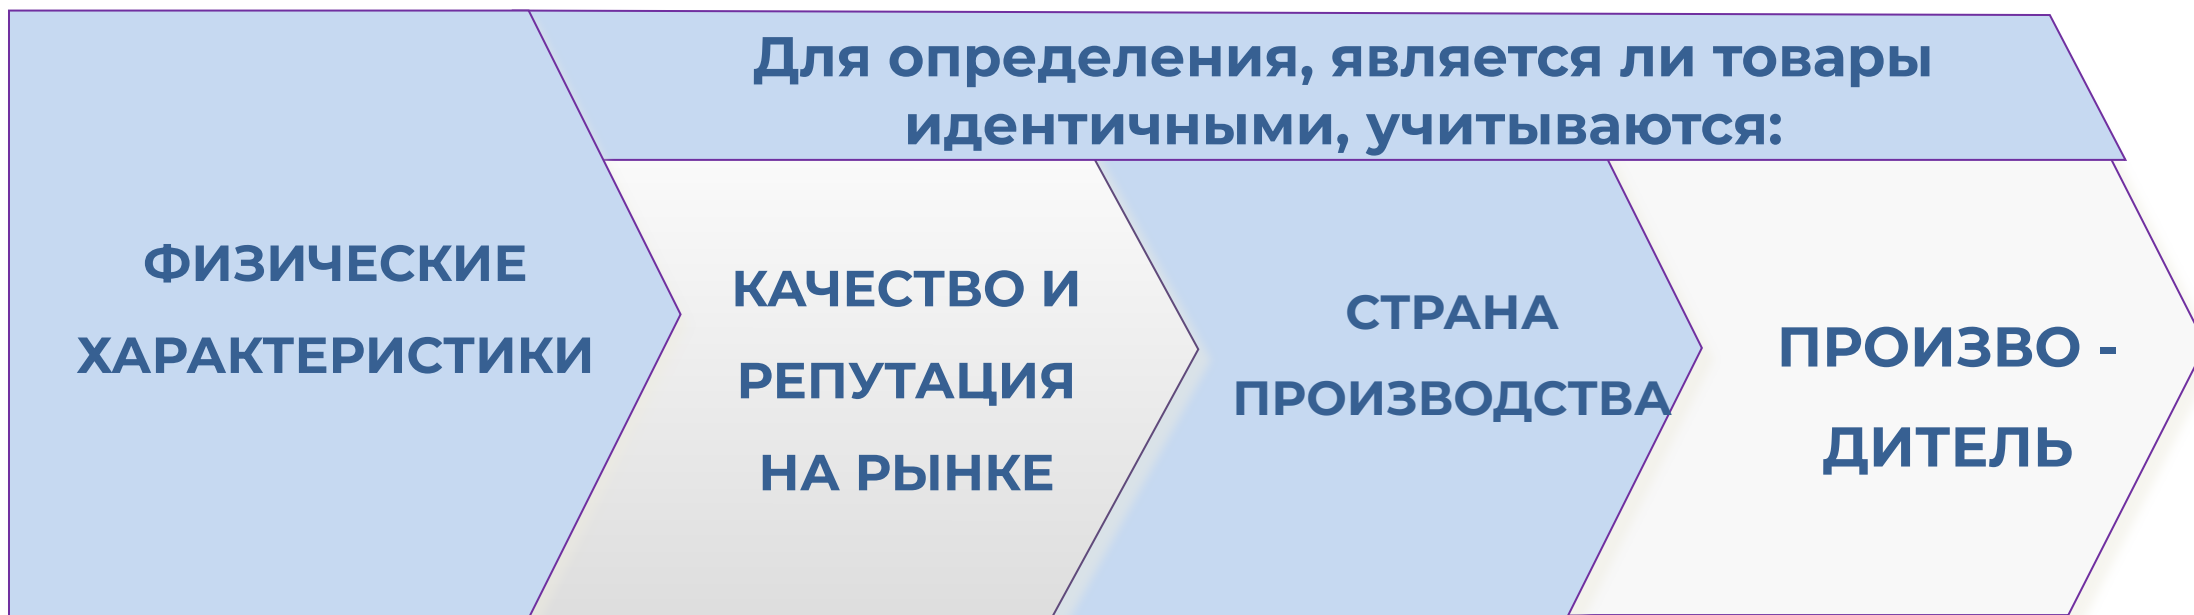 Для определения, является ли товары
идентичными, учитываются:
ФИЗИЧЕСКИЕ
ХАРАКТЕРИСТИКИ
КАЧЕСТВО И
РЕПУТАЦИЯ
НА РЫНКЕ
СТРАНА
ПРОИЗВОДСТВА
ПРОИЗВО -
ДИТЕЛЬ